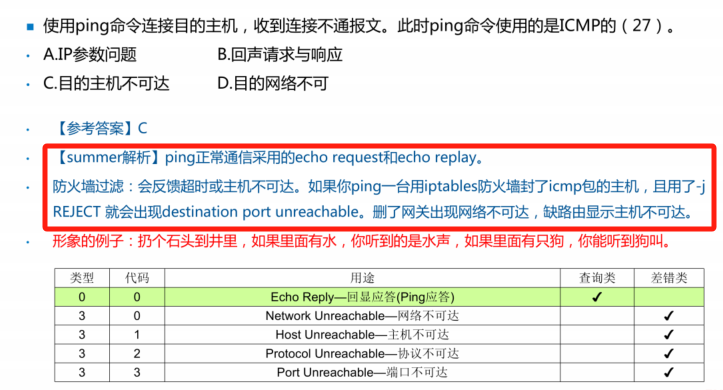 ▪ 使用ping命令连接目的主机，收到连接不通报文。此时ping命令使用的是ICMP的（27）。
• A.IP参数问题 B.回声请求与响应
• C.目的主机不可达 D.目的网络不可
• 【参考答案】C
• 【summer解析】ping正常通信采用的echo request和echo replay。
• 防火墙过滤：会反馈超时或主机不可达。如果你ping一台用iptables防火墙封了icmp包的主机，且用了-j
REJECT 就会出现destination port unreachable。删了网关出现网络不可达，缺路由显示主机不可达。
• 形象的例子：扔个石头到井里，如果里面有水，你听到的是水声，如果里面有只狗，你能听到狗叫。
类型 代码 用途 查询类 差错类
0 0 Echo Reply—回显应答(Ping应答) ✓
3 0 Network Unreachable—网络不可达 ✓
3 1 Host Unreachable—主机不可达 ✓
3 2 Protocol Unreachable—协议不可达 ✓
3 3 Port Unreachable—端口不可达 ✓